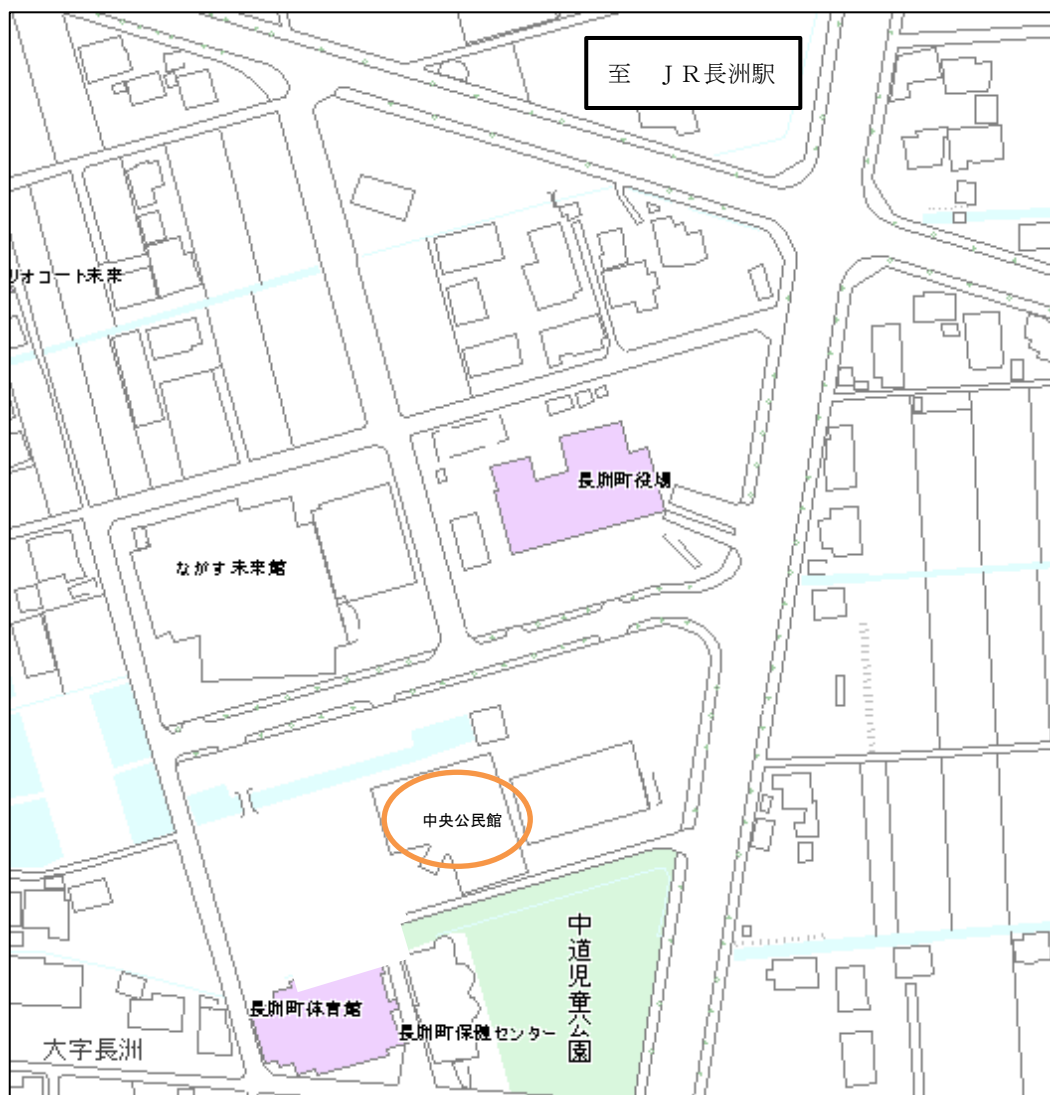 至　ＪＲ長洲駅
リオコート未来
長洲町役場
ながす未来館
中央公民館
中道児童公園
長洲町体育館
長洲町保健センター
大字長洲